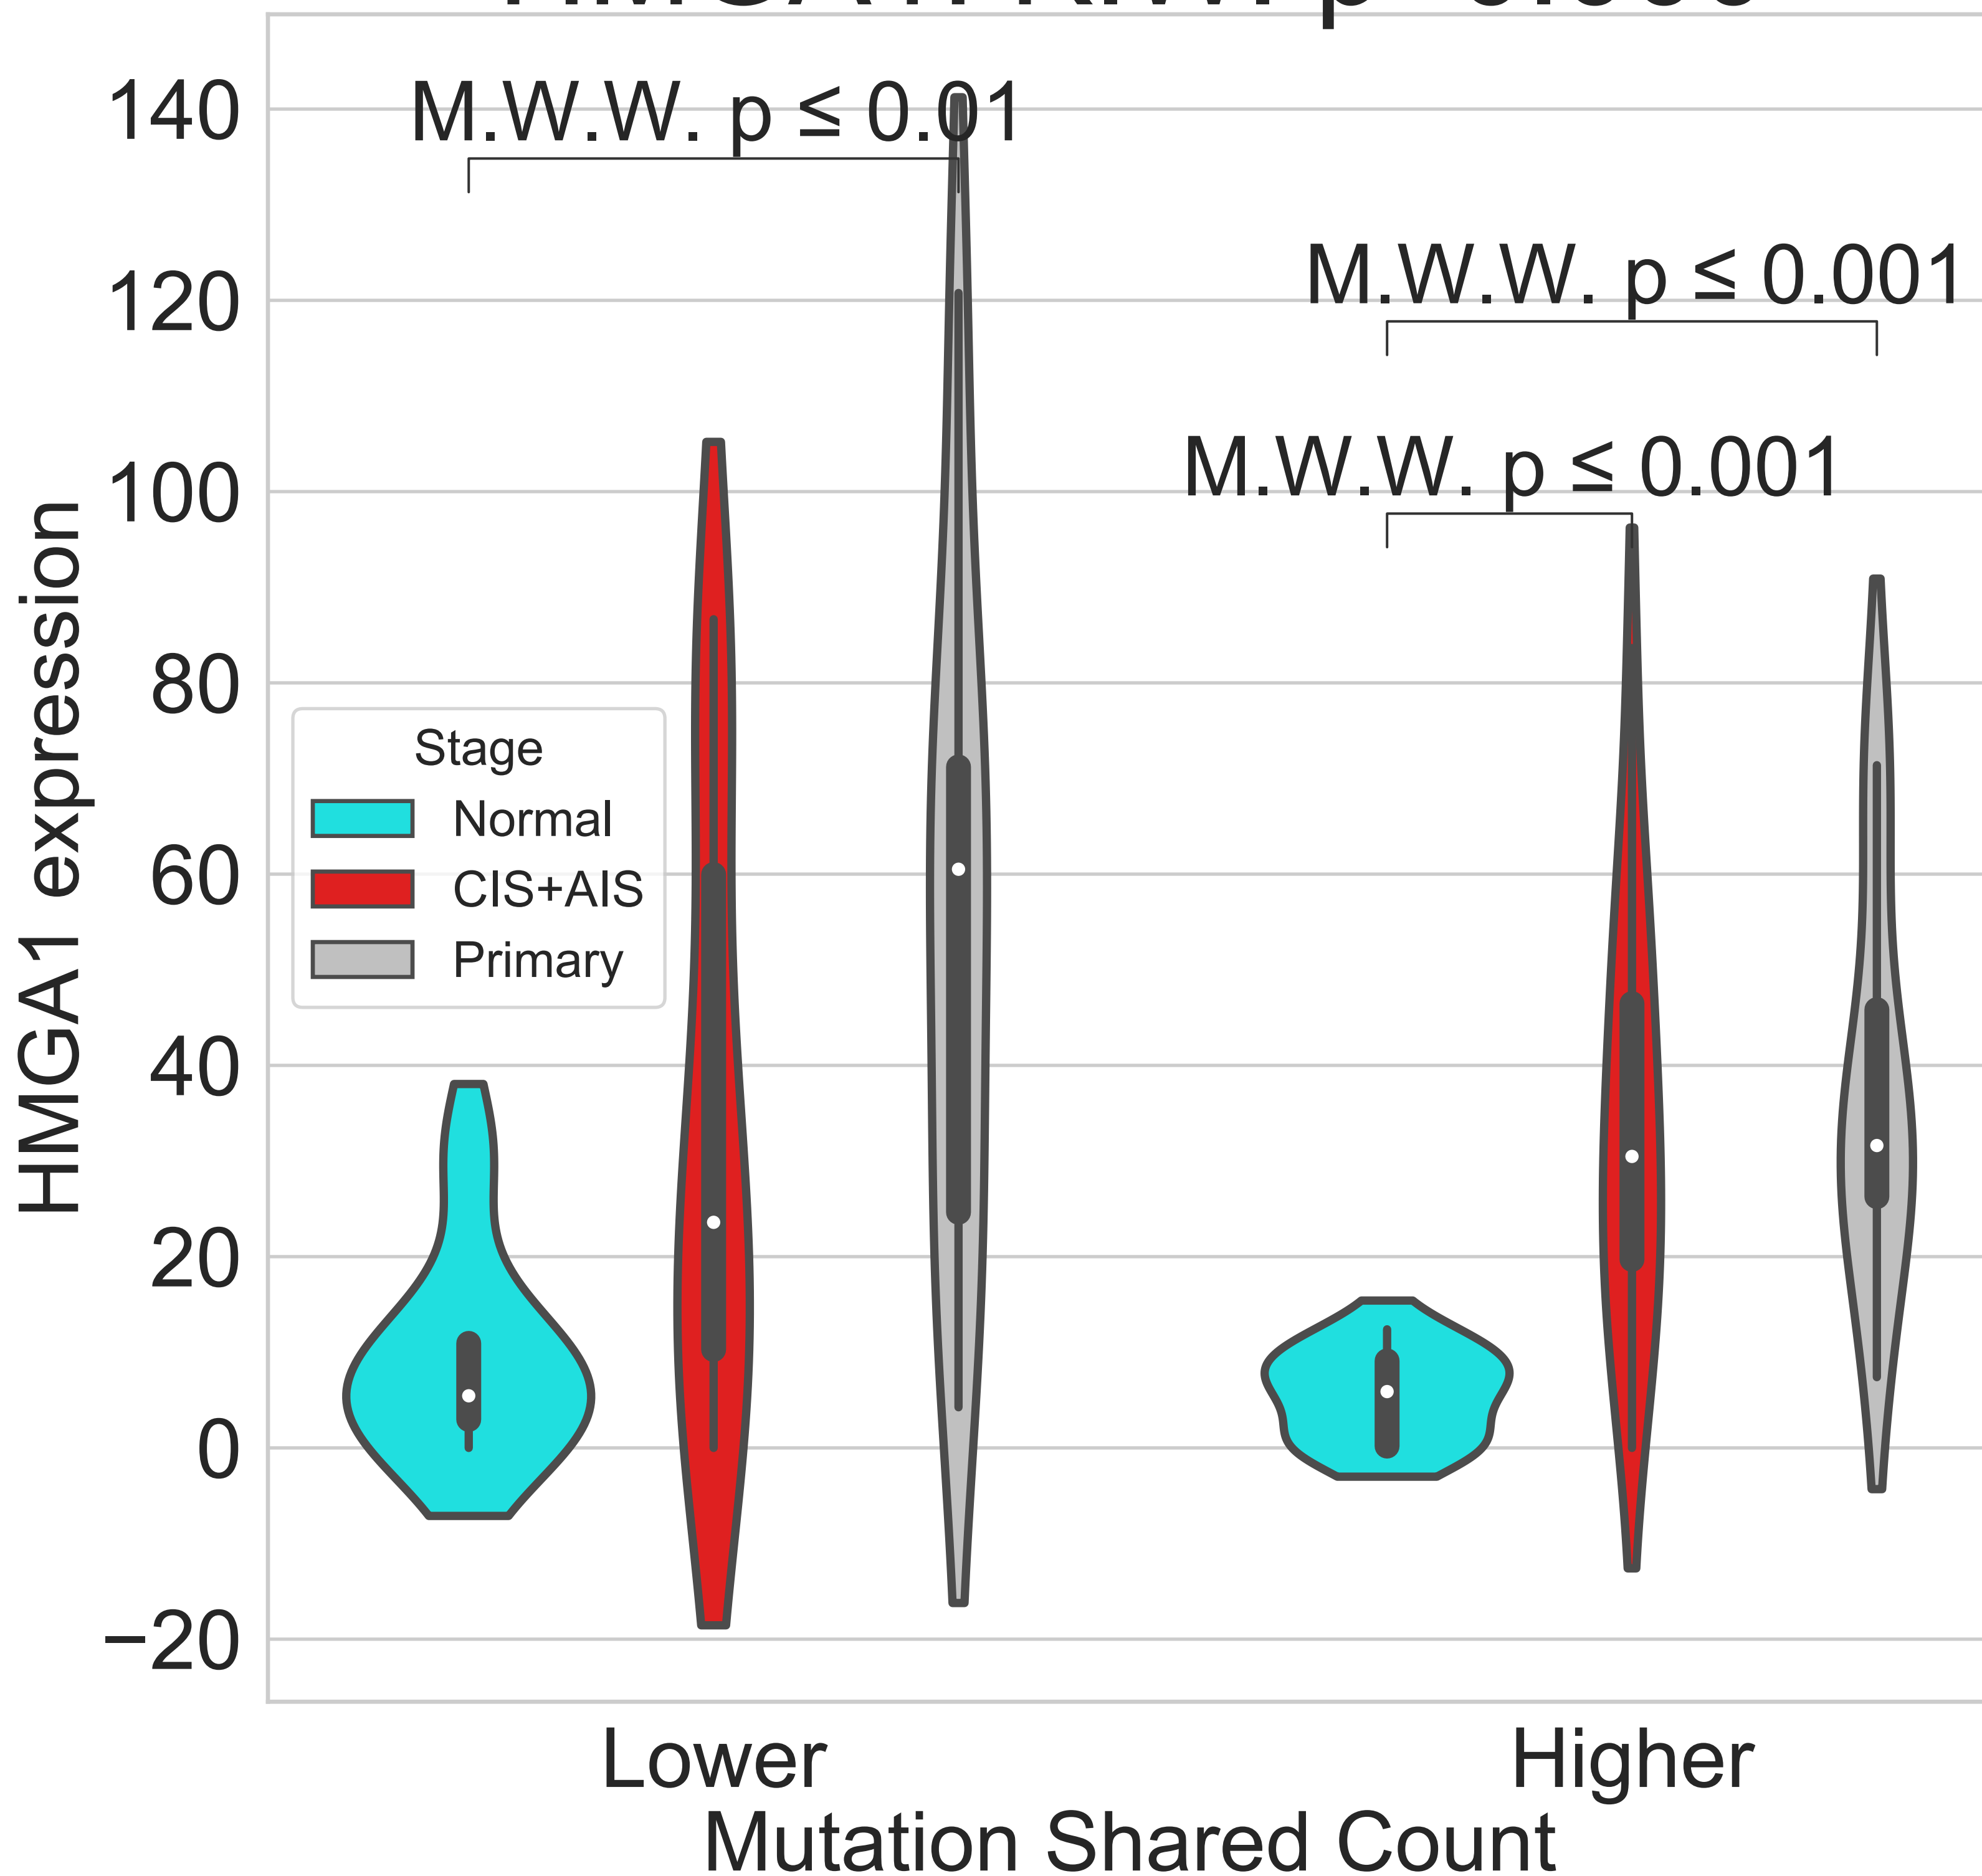 140
M.W.W. p ≤ 0.01
120
M.W.W. p ≤ 0.001
100
M.W.W. p ≤ 0.001
80
60
40
20
0
−20
HMGA1 expression
Stage
Normal
CIS+AIS
Primary
Lower
Higher
Mutation Shared Count